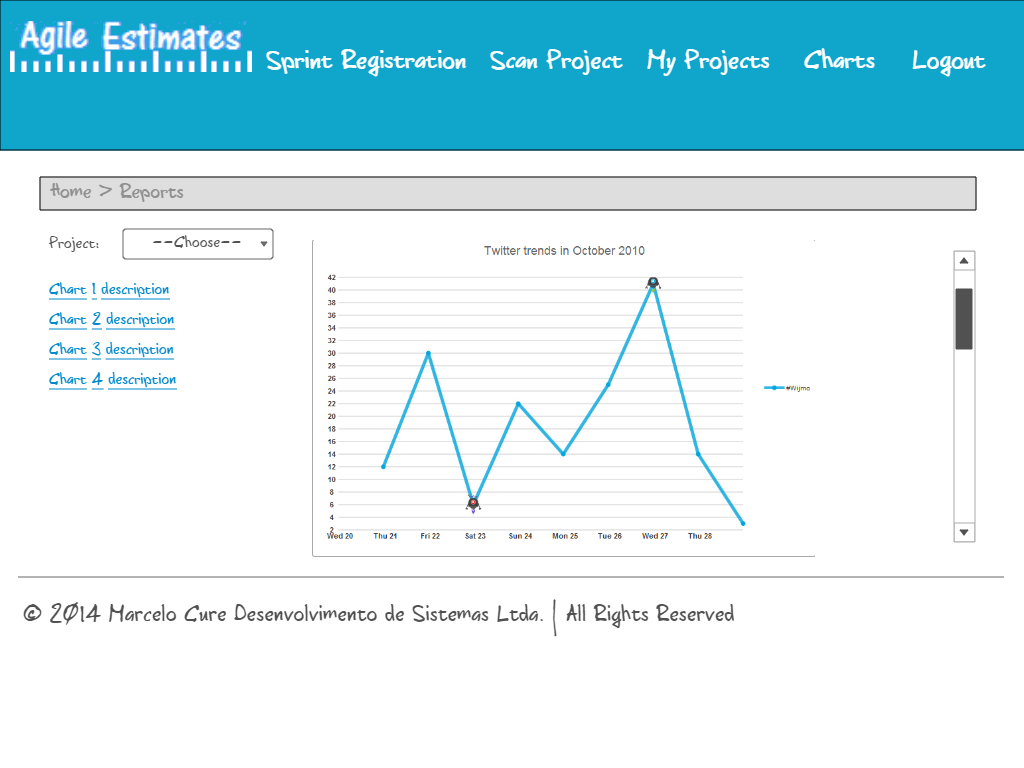 Agile Estimates
Sprint Registration Scan Project My Projects Charts Logout
Home > Reports
Project: --Choose--
Chart 1 description
Chart 2 description
Chart 3 description
Chart 4 description
Twitter trends in October 2010
42
40
38
36
34
32
30
28
26
24
22
20
18
16
14
12
10
8
6
4
2
Wed 20 Thu 21 Fri 22 Sat 23 Sun 24 Mon 25 Tue 26 Wed 27 Thu 28
#Wijmo
© 2014 Marcelo Cure Desenvolvimento de Sistemas Ltda. | All Rights Reserved